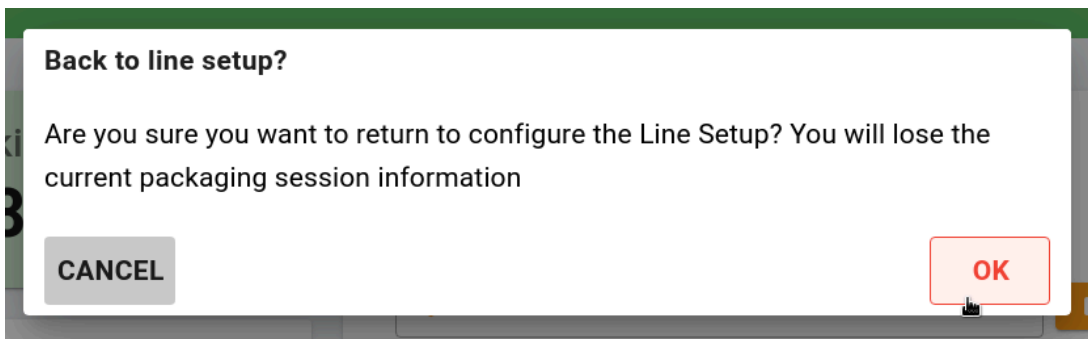 Back to line setup?
Are you sure you want to return to configure the Line Setup? You will lose the
current packaging session information
CANCEL
OK